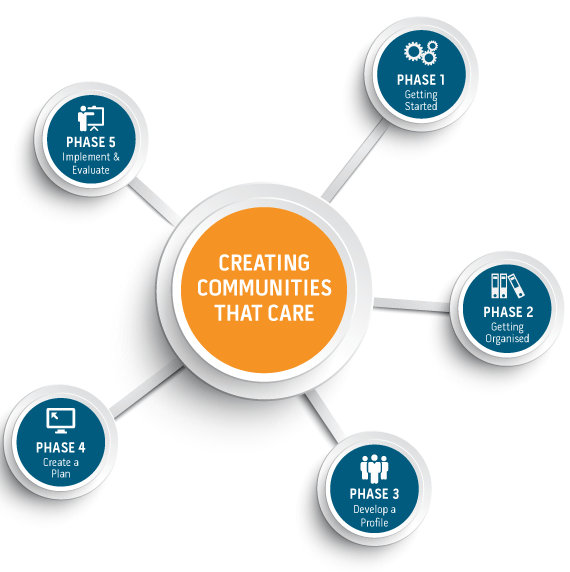 CREATING
COMMUNITIES
THAT CARE
PHASE 1
Getting
Started
PHASE 2
Getting
Organised
PHASE 3
Develop a
Profile
PHASE 4
Create a
Plan
PHASE 5
Implement &
Evaluate